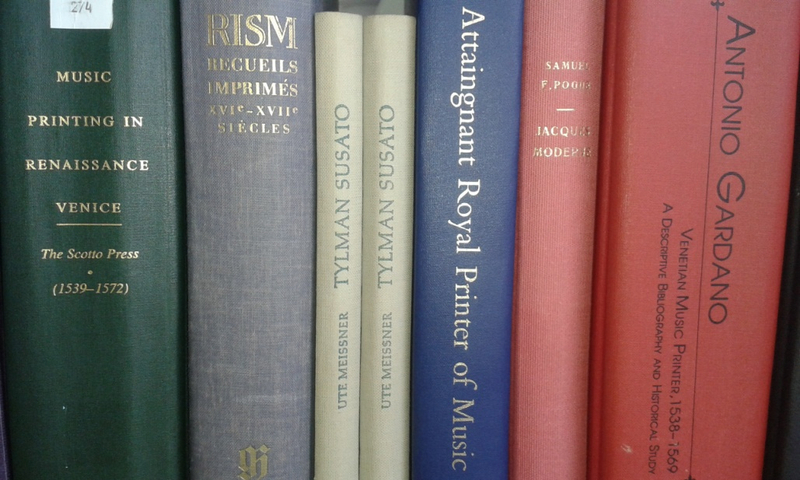 274
MUSIC
PRINTING IN
RENAISSANCE
VENICE
The Scotto Press
(1539–1572)
RISM
RECUEILS
IMPRIMÉS
XVIe–XVIIe
SIÈCLES
UTE MEISSNER TYLMAN SUSATO
UTE MEISSNER TYLMAN SUSATO
Attaingnant Royal Printer of Music
SAMUEL
F. POGUE
JACQUES
MODERNE
ANTONIO GARDANO
VENETIAN MUSIC PRINTER, 1538–1569
A DESCRIPTIVE BIBLIOGRAPHY AND HISTORICAL STUDY